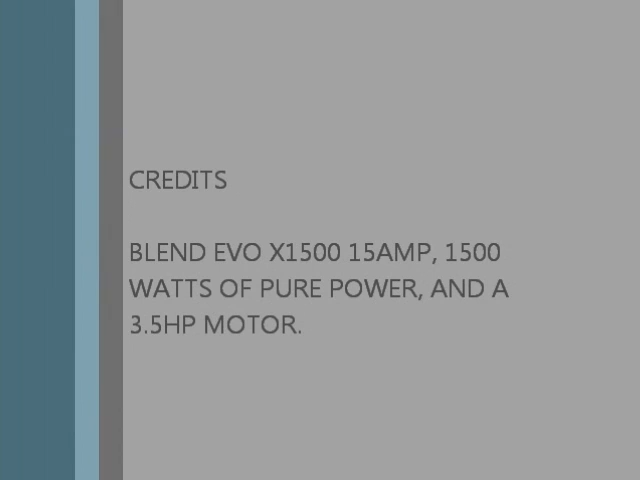 CREDITS
BLEND EVO X1500 15AMP, 1500
WATTS OF PURE POWER, AND A
3.5HP MOTOR.